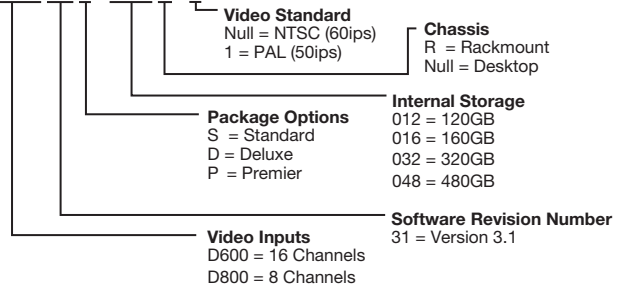 Video Standard
Null = NTSC (60ips)
1 = PAL (50ips)
Chassis
R = Rackmount
Null = Desktop
Internal Storage
012 = 120GB
016 = 160GB
032 = 320GB
048 = 480GB
Package Options
S = Standard
D = Deluxe
P = Premier
Software Revision Number
31 = Version 3.1
Video Inputs
D600 = 16 Channels
D800 = 8 Channels